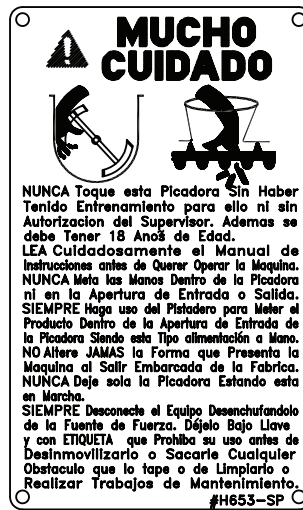 MUCHO
CUIDADO
NUNCA Toque esta Picadora Sin Haber
Tenido Entrenamiento para ello ni sin
Autorizacion del Supervisor. Ademas se
debe Tener 18 Anos de Edad.
LEA Cuidadosamente el Manual de
Instrucciones antes de Querer Operar la Maquina.
NUNCA Meta las Manos Dentro de la Picadora
ni en la Apertura de Entrada o Salida.
SIEMPRE Haga uso del Pistadero para Meter el
Producto Dentro de la Apertura de Entrada de
la Picadora Siendo esta Tipo alimentación a Mano.
NO Altere JAMAS la Forma que Presenta la
Maquina al Salir Embarcada de la Fabrica.
NUNCA Deje sola la Picadora Estando esta
en Marcha.
SIEMPRE Desconecte el Equipo Desenchufandolo
de la Fuente de Fuerza. Déjelo Bajo Llave
y con ETIQUETA que Prohiba su uso antes de
Desinmovilizarlo o Sacarle Cualquier
Obstaculo que lo tape o de Limpiarlo o
Realizar Trabajos de Mantenimiento.
#H653-SP